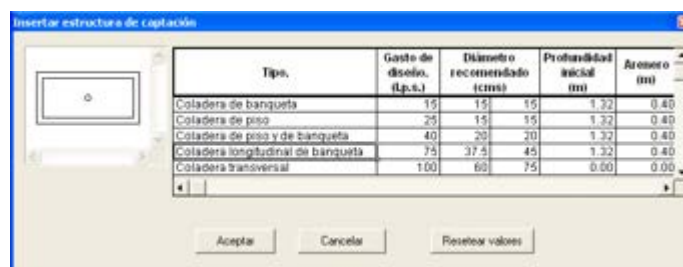 Insertar estructura de captación
Tipo. Gasto de diseño. (l.p.s.) Diámetro recomendado (cms) Profundidad inicial (m) Arenero (m)
Coladera de banqueta 15 15 15 1.32 0.40
Coladera de piso 25 15 15 1.32 0.40
Coladera de piso y de banqueta 40 20 20 1.32 0.40
Coladera longitudinal de banqueta 75 37.5 45 1.32 0.40
Coladera transversal 100 60 75 0.00 0.00
Aceptar Cancelar Resetear valores